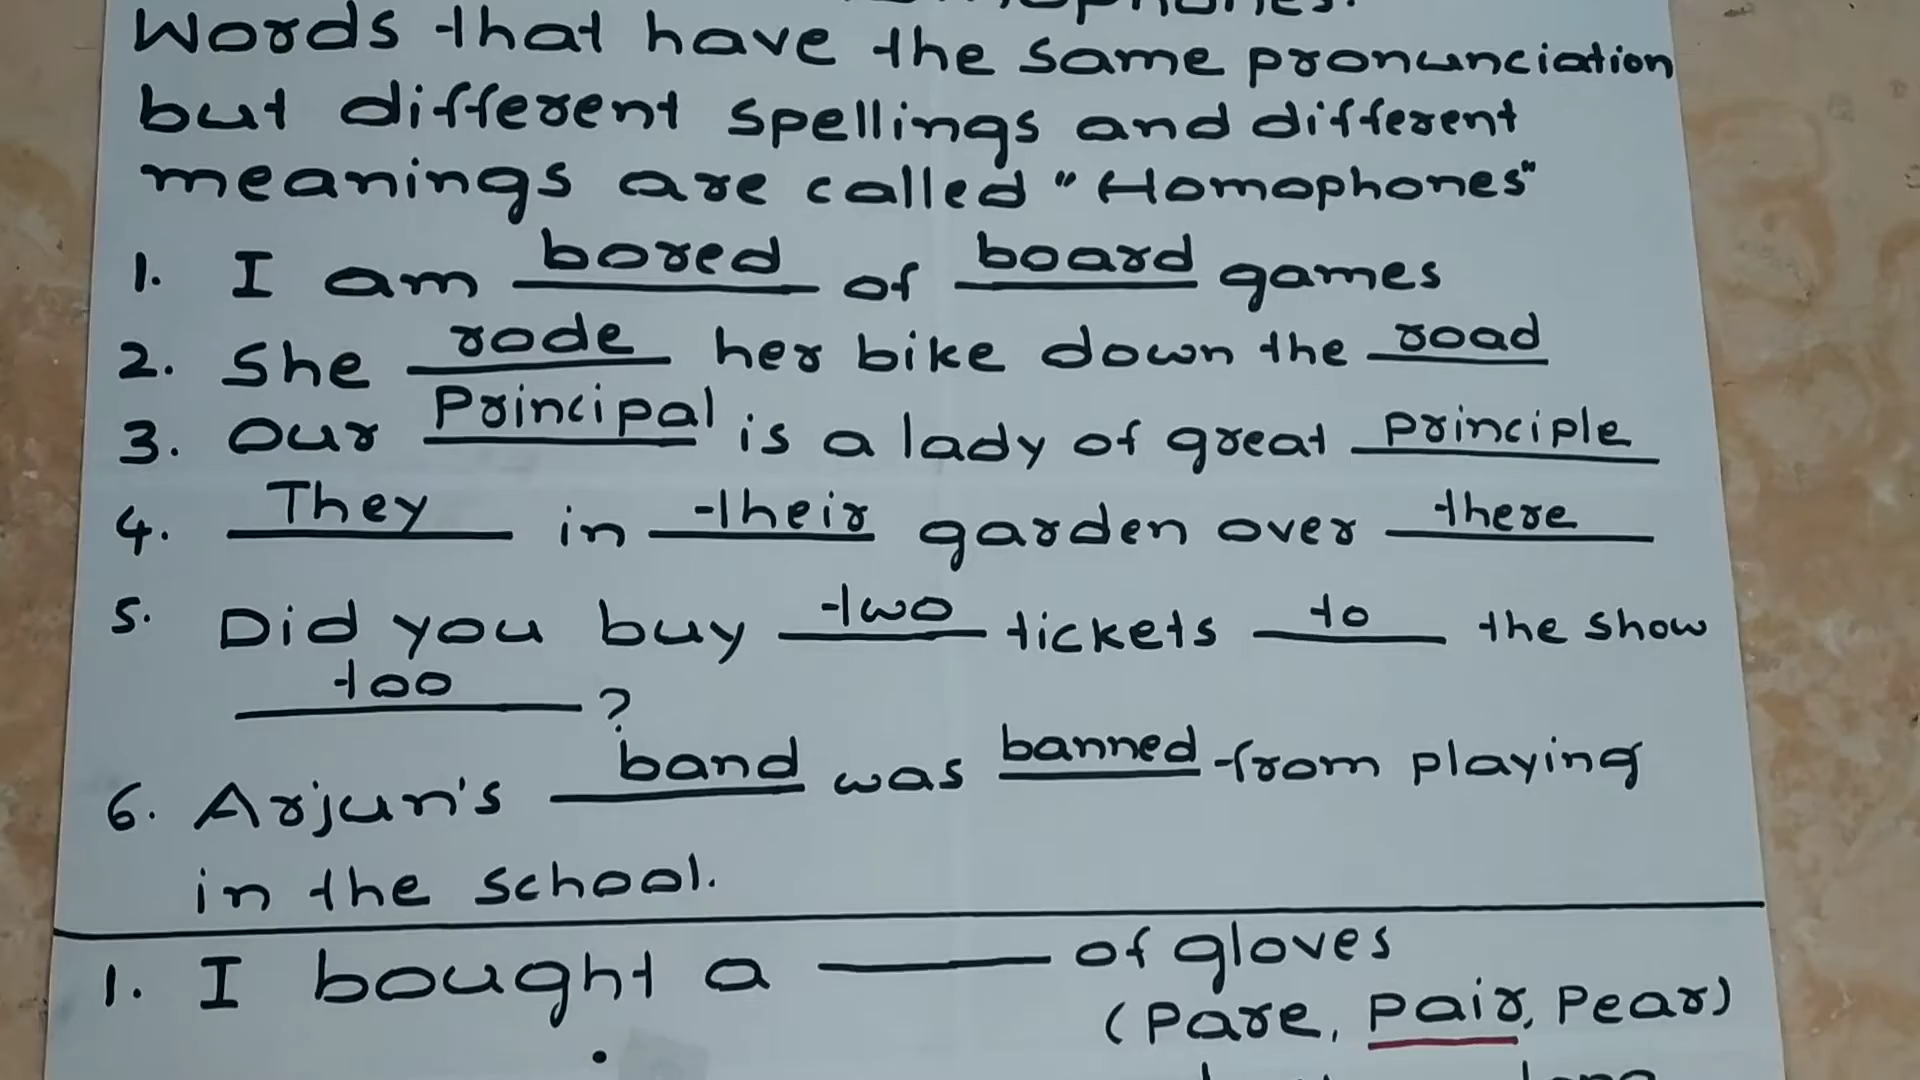 Words that have the same pronunciation
but different spellings and different
meanings are called "Homophones"
1. I am bored of board games
2. She rode her bike down the road
3. Our Principal is a lady of great principle
4. They in their garden over there
5. Did you buy two tickets to the show
too ?
6. Arjun's band was banned from playing
in the school.
1. I bought a ____ of gloves
(Pare, pair, Pear)